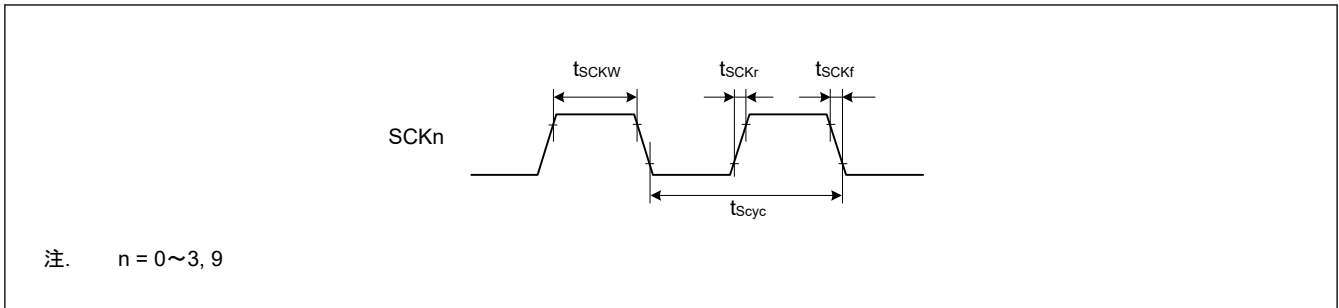 tSCKW tSCKr tSCKf
SCKn
tScyc
注. n = 0～3, 9